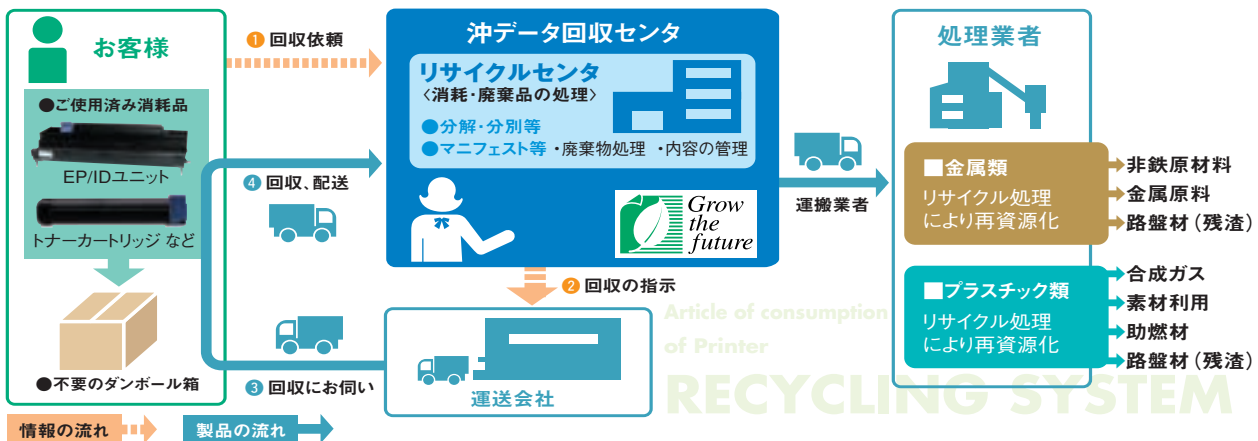 お客様
●ご使用済み消耗品
EP/IDユニット
トナーカートリッジ など
●不要のダンボール箱
❶ 回収依頼
沖データ回収センタ
リサイクルセンタ
〈消耗・廃棄品の処理〉
●分解・分別等
●マニフェスト等 ・廃棄物処理 ・内容の管理
Grow
the
future
❷ 回収の指示
運送会社
❸ 回収にお伺い
❹ 回収、配送
運搬業者
処理業者
■金属類
リサイクル処理
により再資源化
非鉄原材料
金属原料
路盤材（残渣）
■プラスチック類
リサイクル処理
により再資源化
合成ガス
素材利用
助燃材
路盤材（残渣）
Article of consumption
of Printer
RECYCLING SYSTEM
情報の流れ
製品の流れ